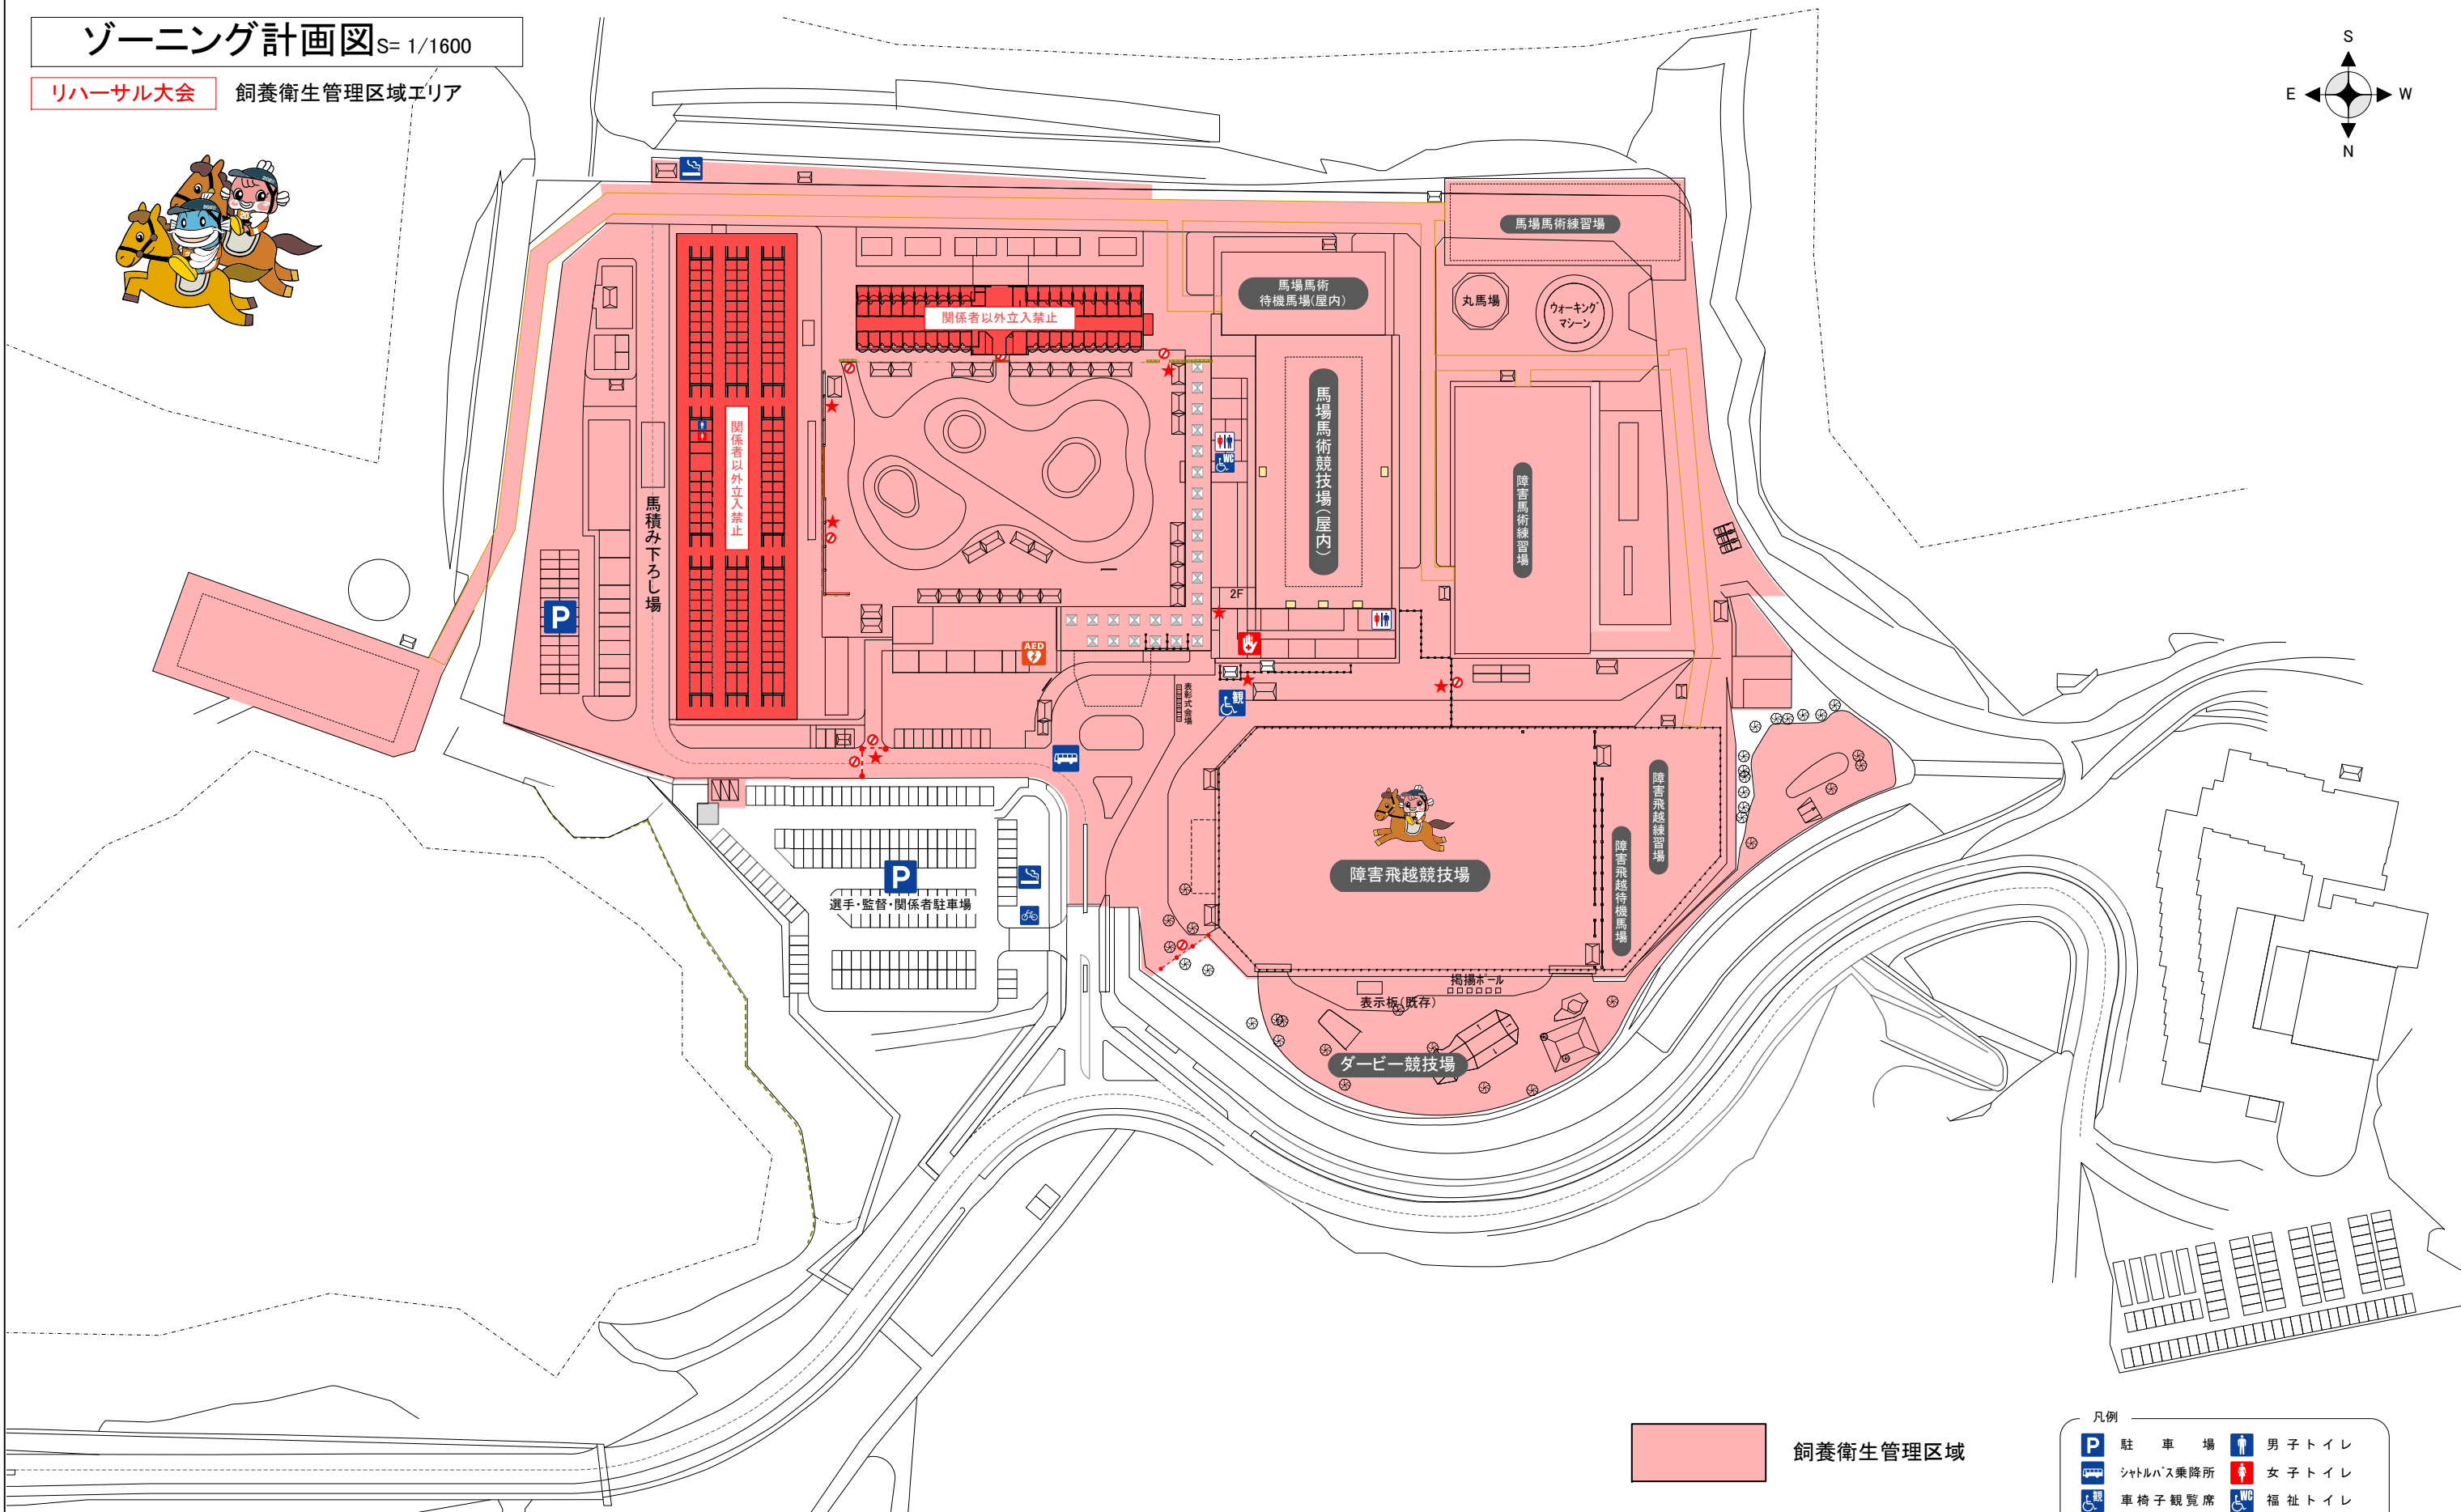 ゾーニング計画図 S= 1/1600
リハーサル大会 飼養衛生管理区域エリア
S
E W
N
馬場馬術練習場
馬場馬術
待機馬場(屋内)
丸馬場
ウォーキング
マシーン
関係者以外立入禁止
関係者以外立入禁止
馬積み下ろし場
馬場馬術競技場(屋内)
障害馬術練習場
WC
2F
P
AED
観
表彰式会場
障害飛越練習場
障害飛越待機馬場
障害飛越競技場
P
選手・監督・関係者駐車場
掲揚ポール
表示板(既存)
ダービー競技場
飼養衛生管理区域
凡例
P 駐車場 男子トイレ
シャトルバス乗降所 女子トイレ
観 車椅子観覧席 WC 福祉トイレ